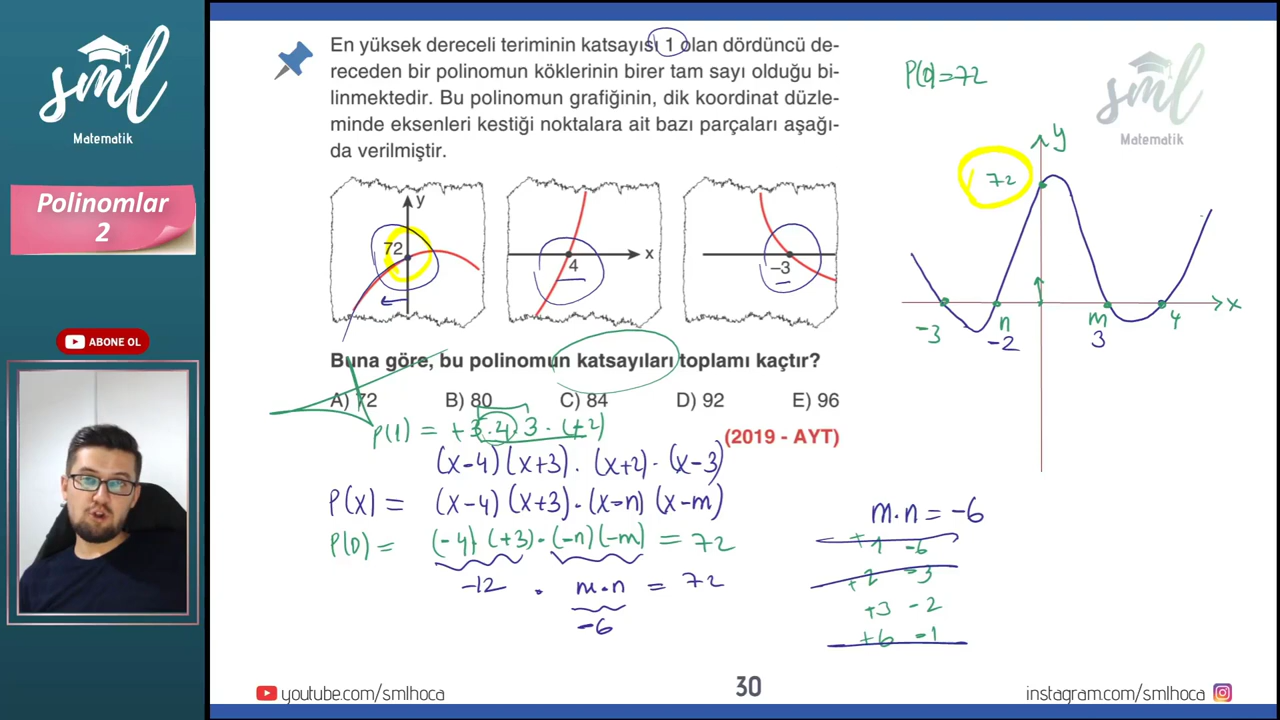 sml
Matematik
Polinomlar
2
ABONE OL
En yüksek dereceli teriminin katsayısı 1 olan dördüncü de-
receden bir polinomun köklerinin birer tam sayı olduğu bi-
linmektedir. Bu polinomun grafiğinin, dik koordinat düzle-
minde eksenleri kestiği noktalara ait bazı parçaları aşağı-
da verilmiştir.
y
72
x
4
-3
Buna göre, bu polinomun katsayıları toplamı kaçtır?
A) 72 B) 80 C) 84 D) 92 E) 96
(2019 - AYT)
P(1) = +3.4.3.(+2)
(x-4)(x+3).(x+2).(x-3)
P(x) = (x-4)(x+3).(x-n)(x-m)
P(0) = (-4)(+3).(-n)(-m) = 72
-12 . m.n = 72
-6
P(0)=72
sml
Matematik
y
72
x
-3 n m 4
-2 3
m.n = -6
+1 -6
+2 -3
+3 -2
+6 -1
youtube.com/smlhoca
30
instagram.com/smlhoca